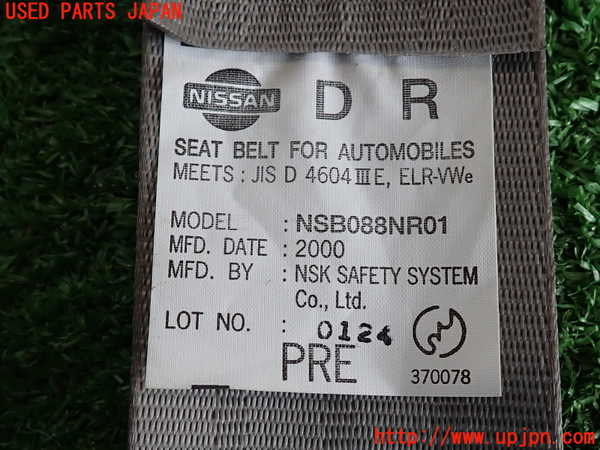 USED PARTS JAPAN
NISSAN D R
SEAT BELT FOR AUTOMOBILES
MEETS : JIS D 4604 III E, ELR-VWe
MODEL : NSB088NR01
MFD. DATE : 2000
MFD. BY : NSK SAFETY SYSTEM
Co., Ltd.
LOT NO. : 0124
PRE
370078
http://www.upjpn.com/